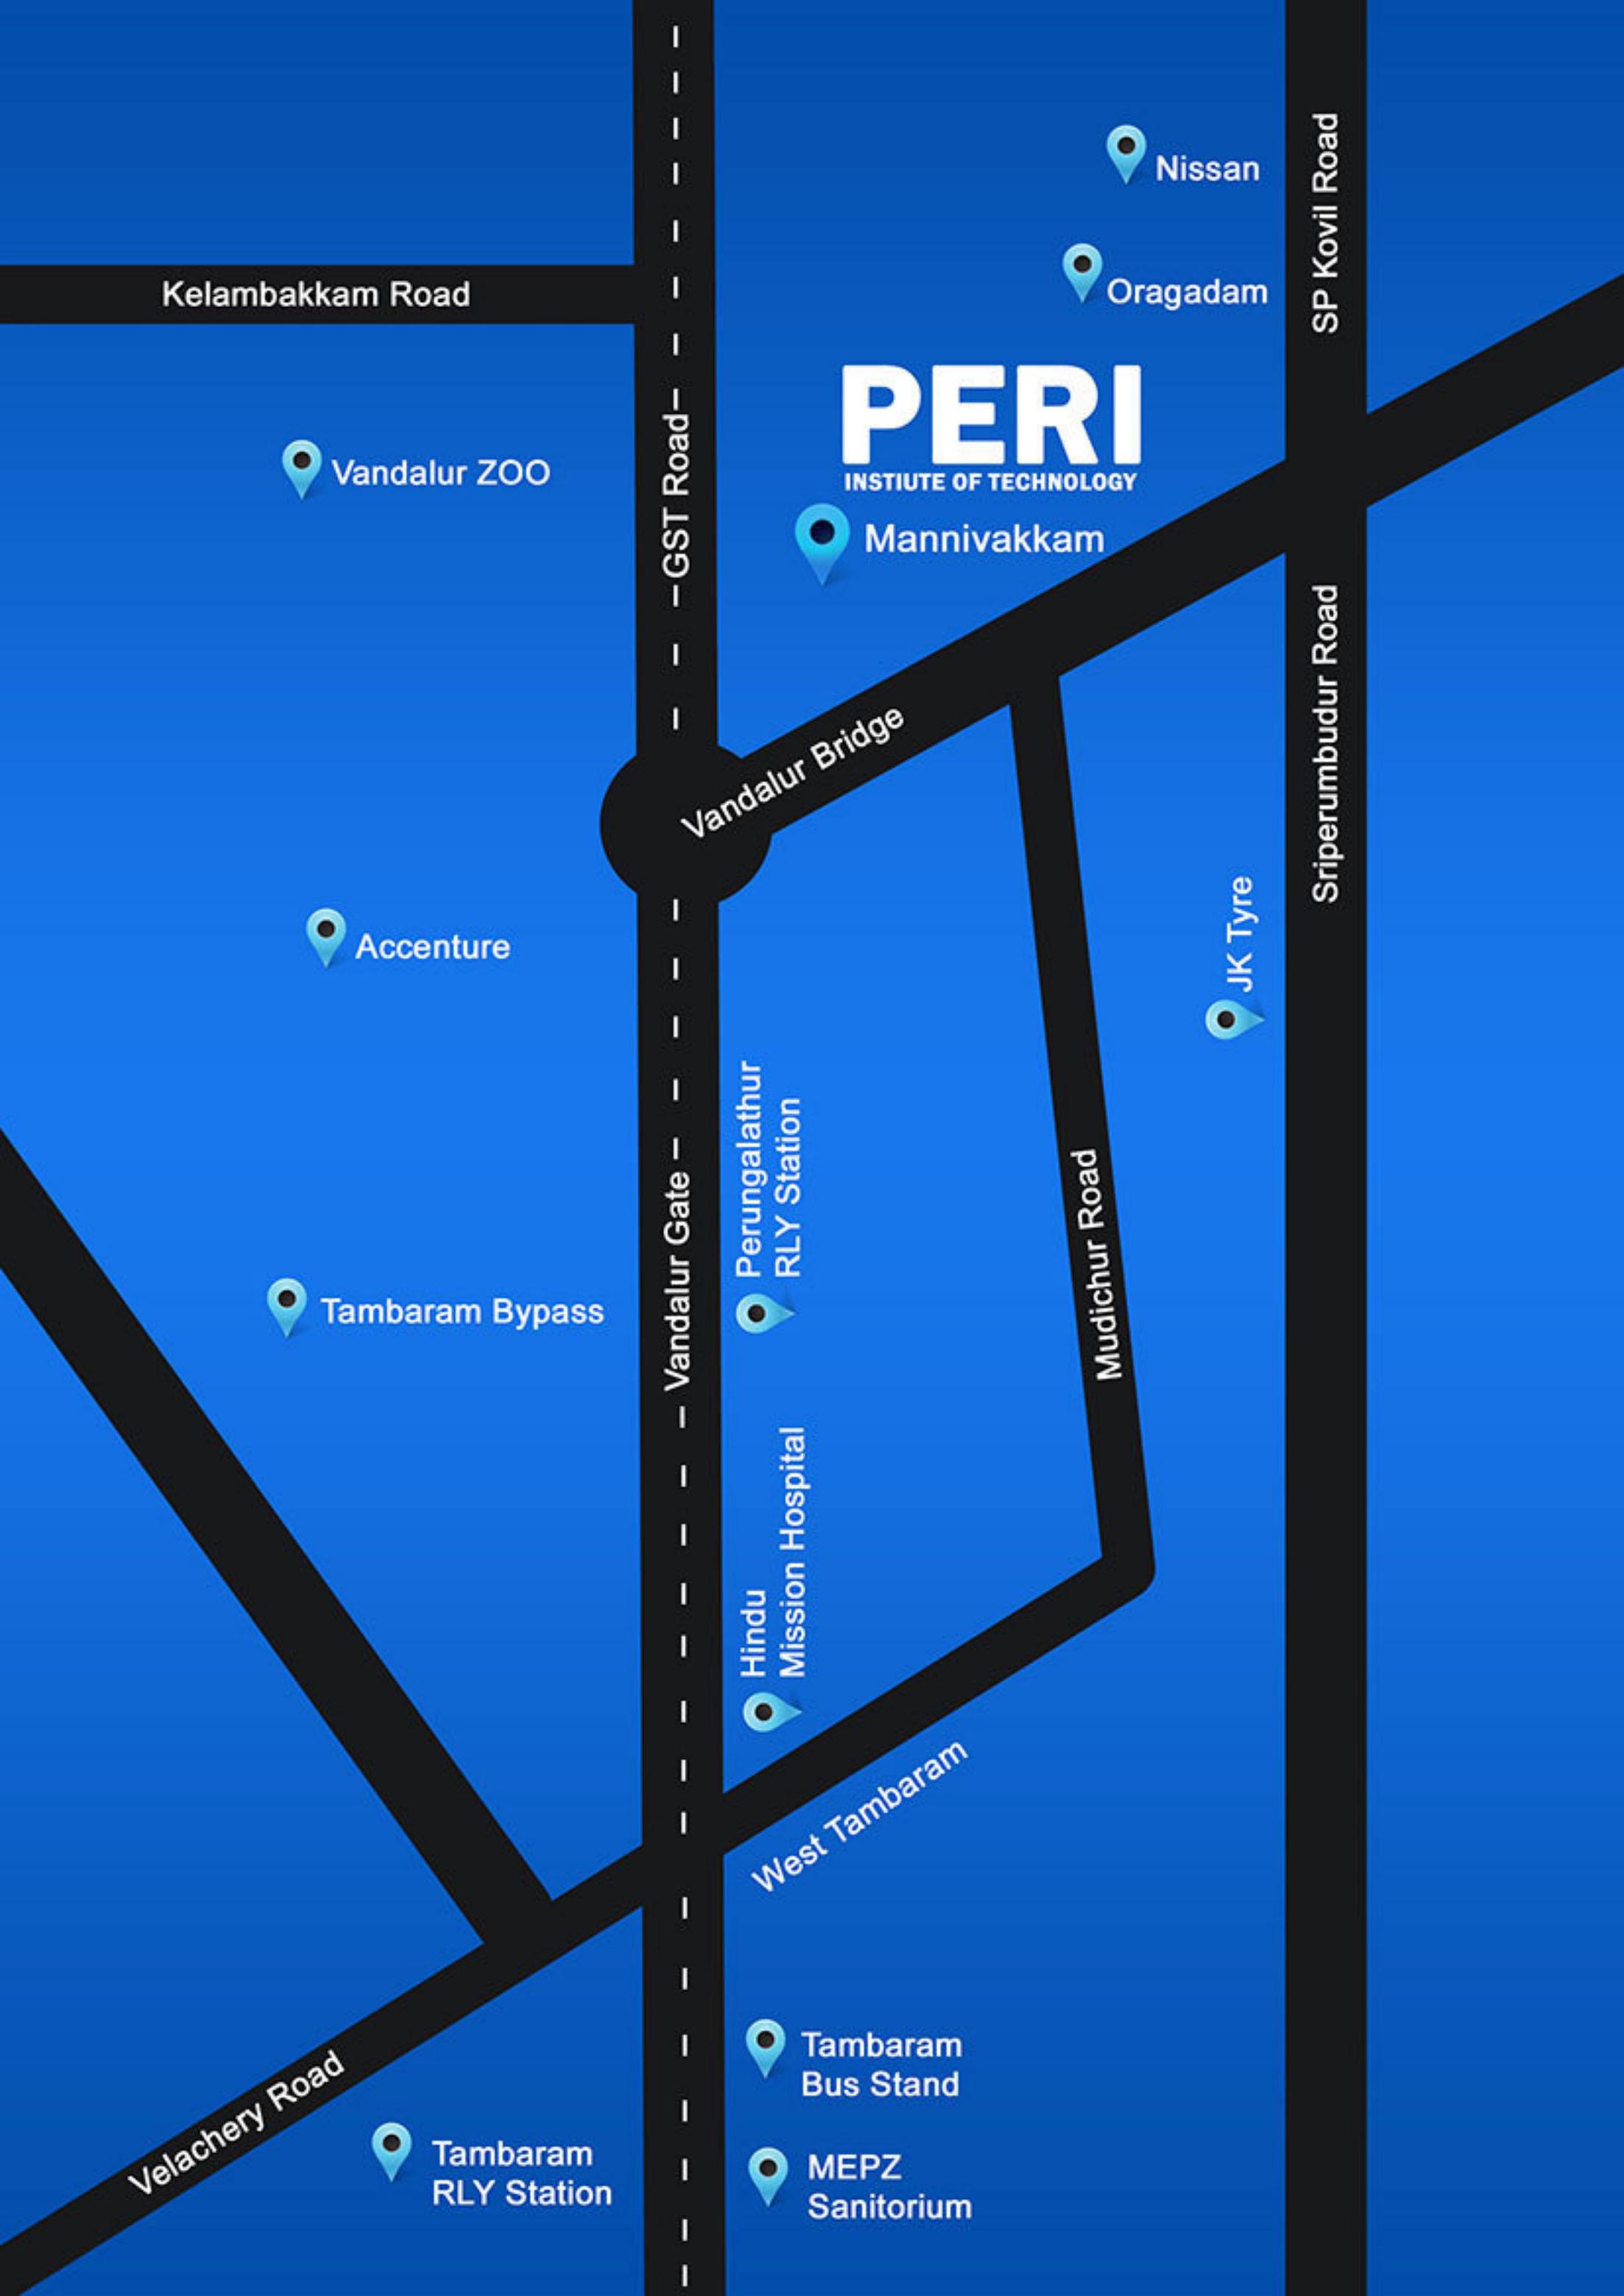 Nissan
SP Kovil Road
Oragadam
Kelambakkam Road
PERI
INSTIUTE OF TECHNOLOGY
Vandalur ZOO
GST Road
Mannivakkam
Sriperumbudur Road
Vandalur Bridge
JK Tyre
Accenture
Perungalathur
RLY Station
Vandalur Gate
Mudichur Road
Tambaram Bypass
Hindu
Mission Hospital
West Tambaram
Tambaram
Bus Stand
Velachery Road
Tambaram
RLY Station
MEPZ
Sanitorium